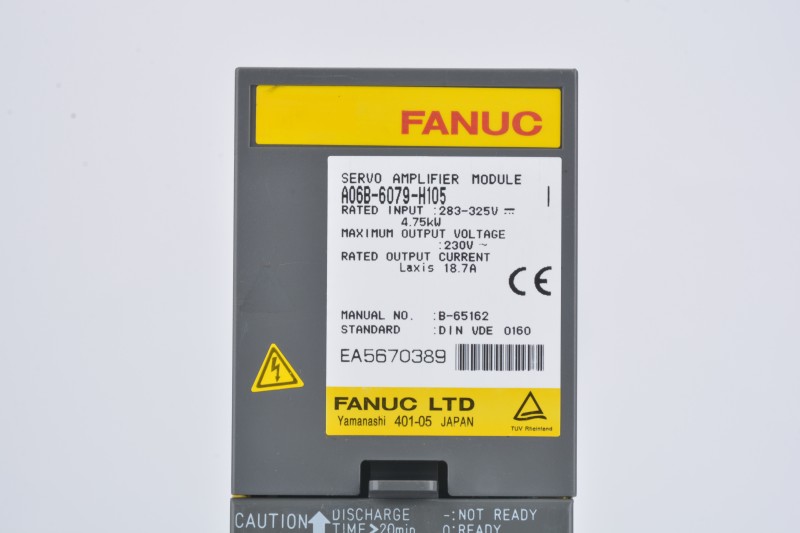 FANUC
SERVO AMPLIFIER MODULE
A06B-6079-H105 I
RATED INPUT :283-325V ⎓
4.75kW
MAXIMUM OUTPUT VOLTAGE
:230V ~
RATED OUTPUT CURRENT
Laxis 18.7A
CE
MANUAL NO. :B-65162
STANDARD :DIN VDE 0160
EA5670389
FANUC LTD
Yamanashi 401-05 JAPAN
TUV Rheinland
CAUTION DISCHARGE -:NOT READY
TIME>20min 0:READY